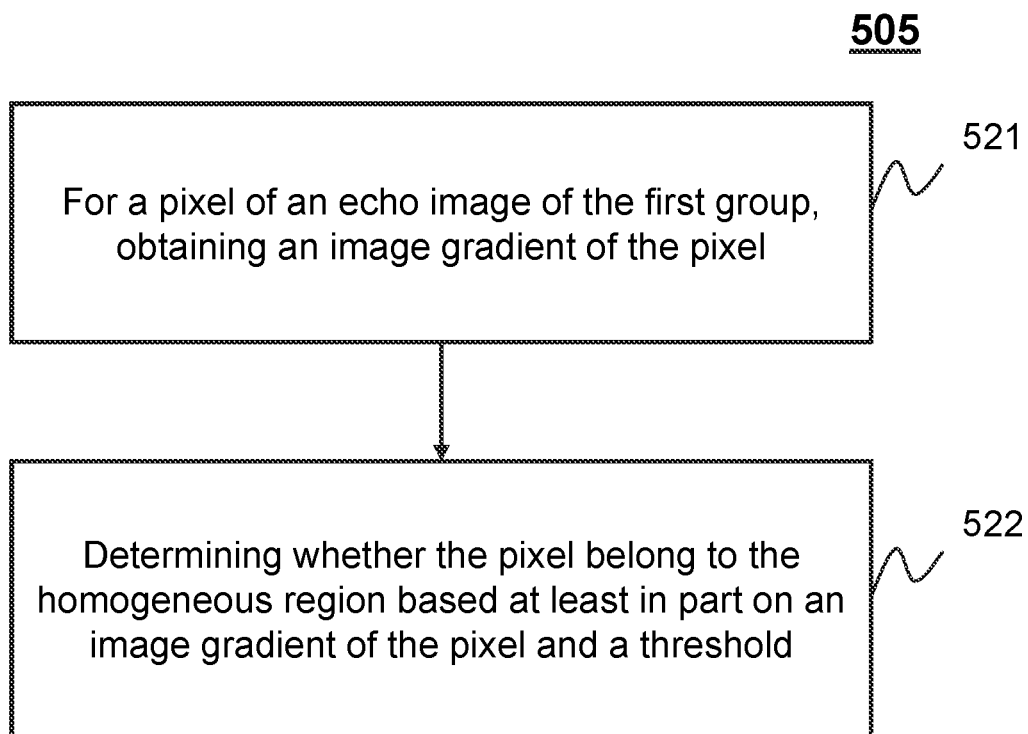 505
521
For a pixel of an echo image of the first group,
obtaining an image gradient of the pixel
522
Determining whether the pixel belong to the
homogeneous region based at least in part on an
image gradient of the pixel and a threshold